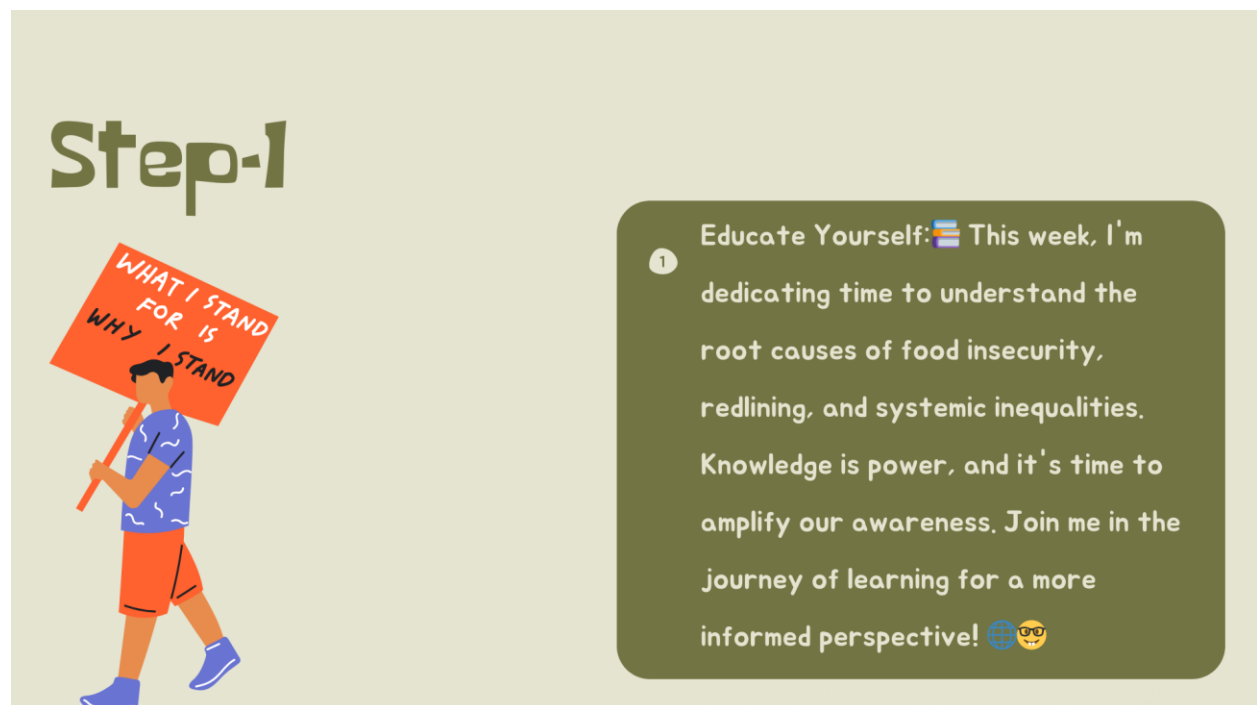 Step-1
WHAT I STAND
FOR IS
WHY I STAND
1
Educate Yourself:📚 This week, I'm
dedicating time to understand the
root causes of food insecurity,
redlining, and systemic inequalities.
Knowledge is power, and it's time to
amplify our awareness. Join me in the
journey of learning for a more
informed perspective! 🌐🤓